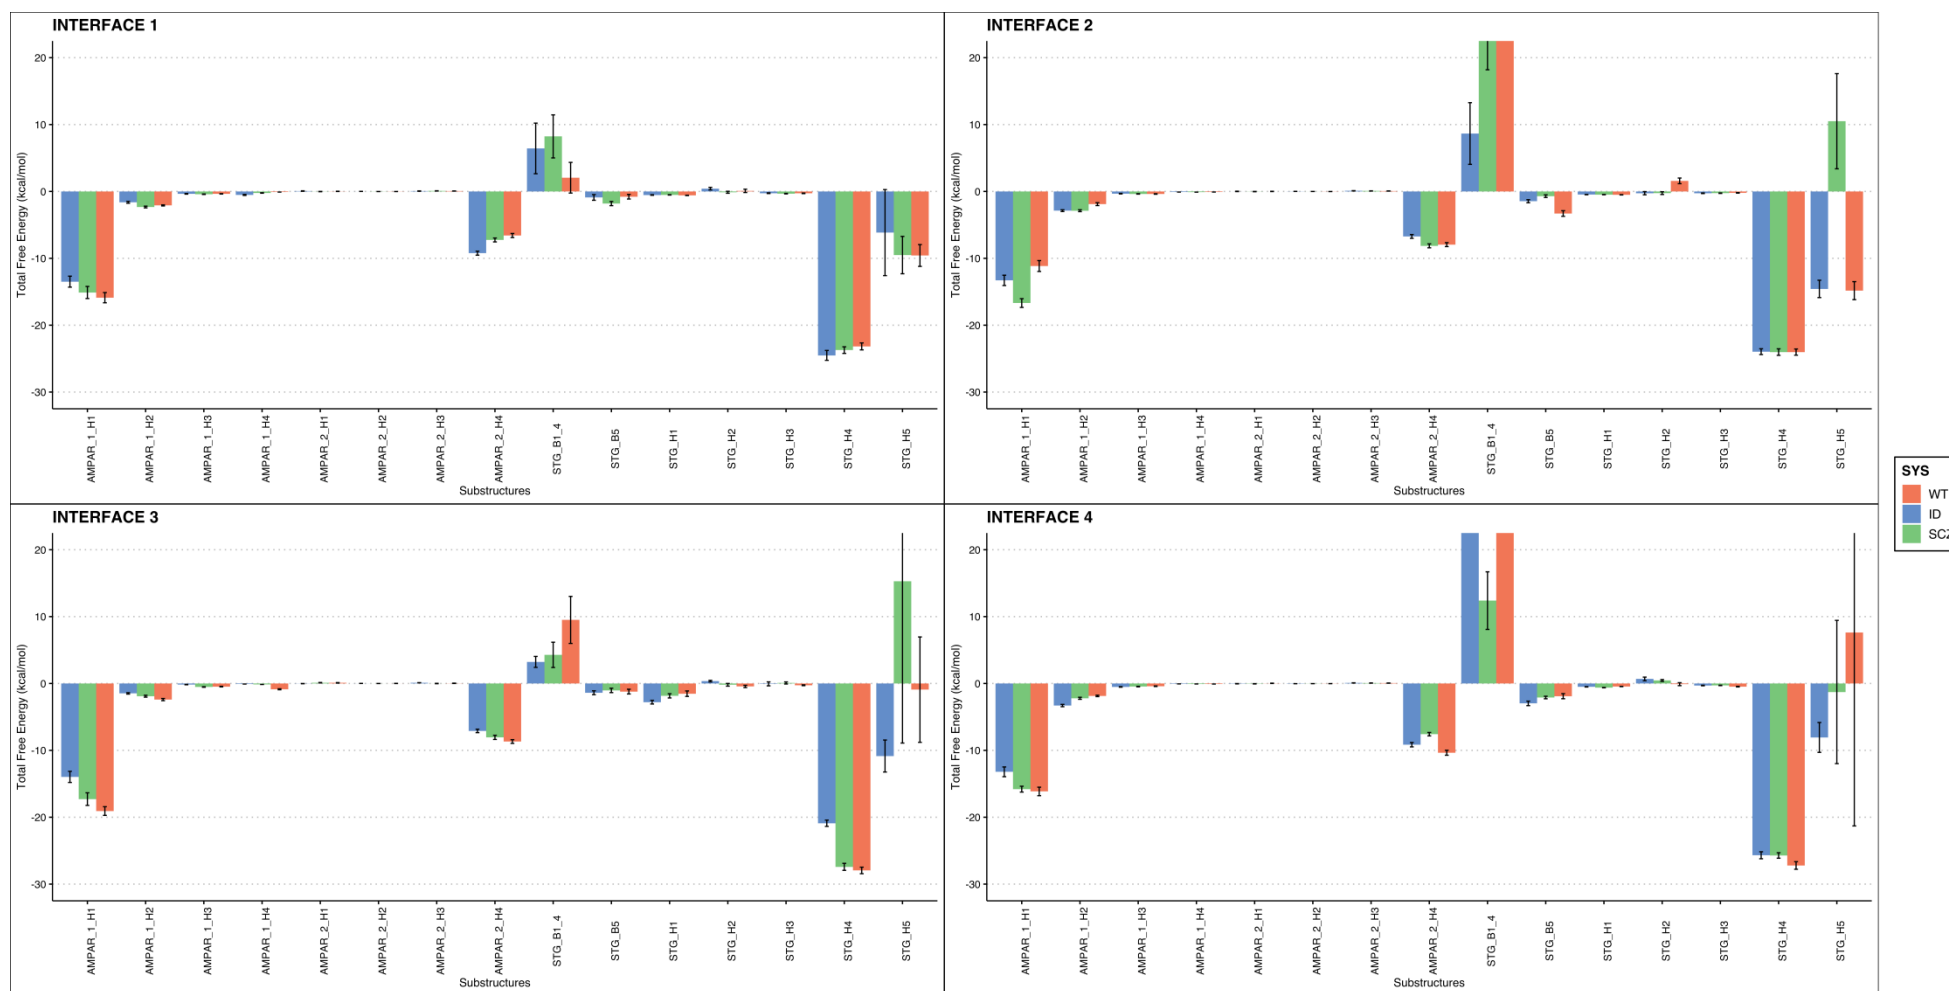 INTERFACE 1
Total Free Energy (kcal/mol)
20
10
0
-10
-20
-30
AMPAR_1_H1
AMPAR_1_H2
AMPAR_1_H3
AMPAR_1_H4
AMPAR_2_H1
AMPAR_2_H2
AMPAR_2_H3
AMPAR_2_H4
STG_B1_4
STG_B5
STG_H1
STG_H2
STG_H3
STG_H4
STG_H5
Substructures
INTERFACE 2
Total Free Energy (kcal/mol)
20
10
0
-10
-20
-30
AMPAR_1_H1
AMPAR_1_H2
AMPAR_1_H3
AMPAR_1_H4
AMPAR_2_H1
AMPAR_2_H2
AMPAR_2_H3
AMPAR_2_H4
STG_B1_4
STG_B5
STG_H1
STG_H2
STG_H3
STG_H4
STG_H5
Substructures
INTERFACE 3
Total Free Energy (kcal/mol)
20
10
0
-10
-20
-30
AMPAR_1_H1
AMPAR_1_H2
AMPAR_1_H3
AMPAR_1_H4
AMPAR_2_H1
AMPAR_2_H2
AMPAR_2_H3
AMPAR_2_H4
STG_B1_4
STG_B5
STG_H1
STG_H2
STG_H3
STG_H4
STG_H5
Substructures
INTERFACE 4
Total Free Energy (kcal/mol)
20
10
0
-10
-20
-30
AMPAR_1_H1
AMPAR_1_H2
AMPAR_1_H3
AMPAR_1_H4
AMPAR_2_H1
AMPAR_2_H2
AMPAR_2_H3
AMPAR_2_H4
STG_B1_4
STG_B5
STG_H1
STG_H2
STG_H3
STG_H4
STG_H5
Substructures
SYS
WT
ID
SCZ